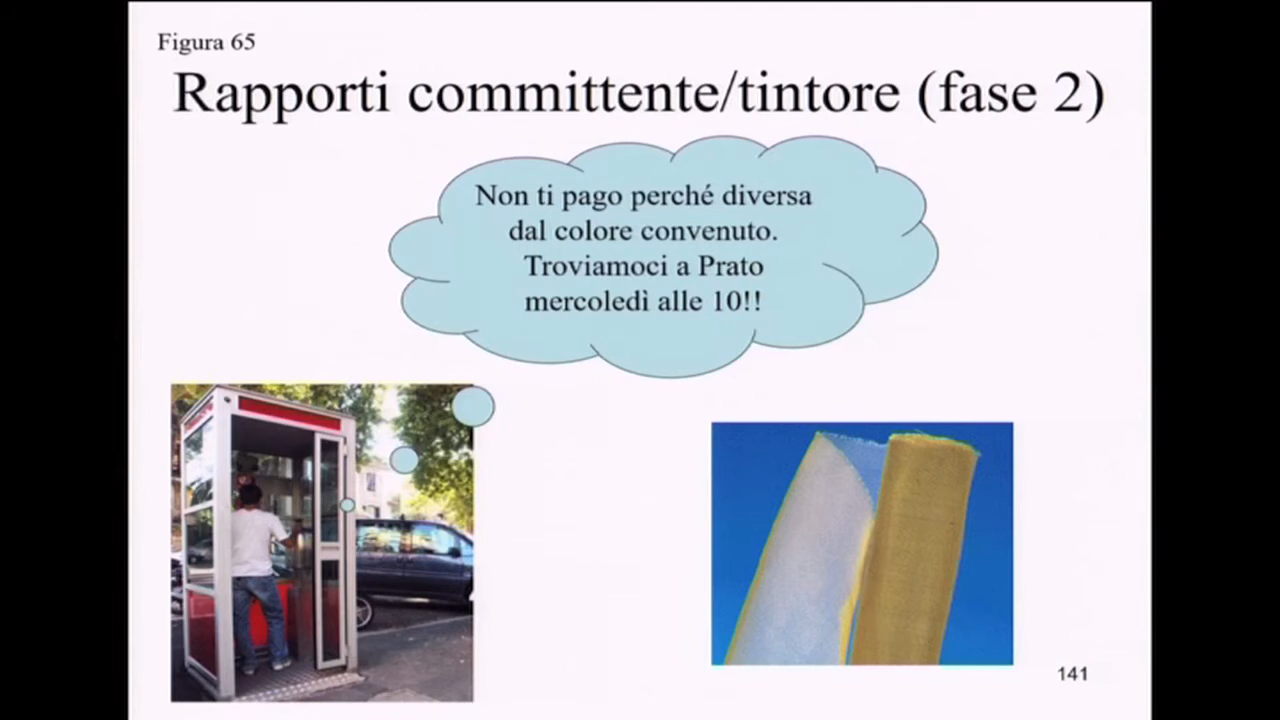 Figura 65
Rapporti committente/tintore (fase 2)
Non ti pago perché diversa
dal colore convenuto.
Troviamoci a Prato
mercoledì alle 10!!
141